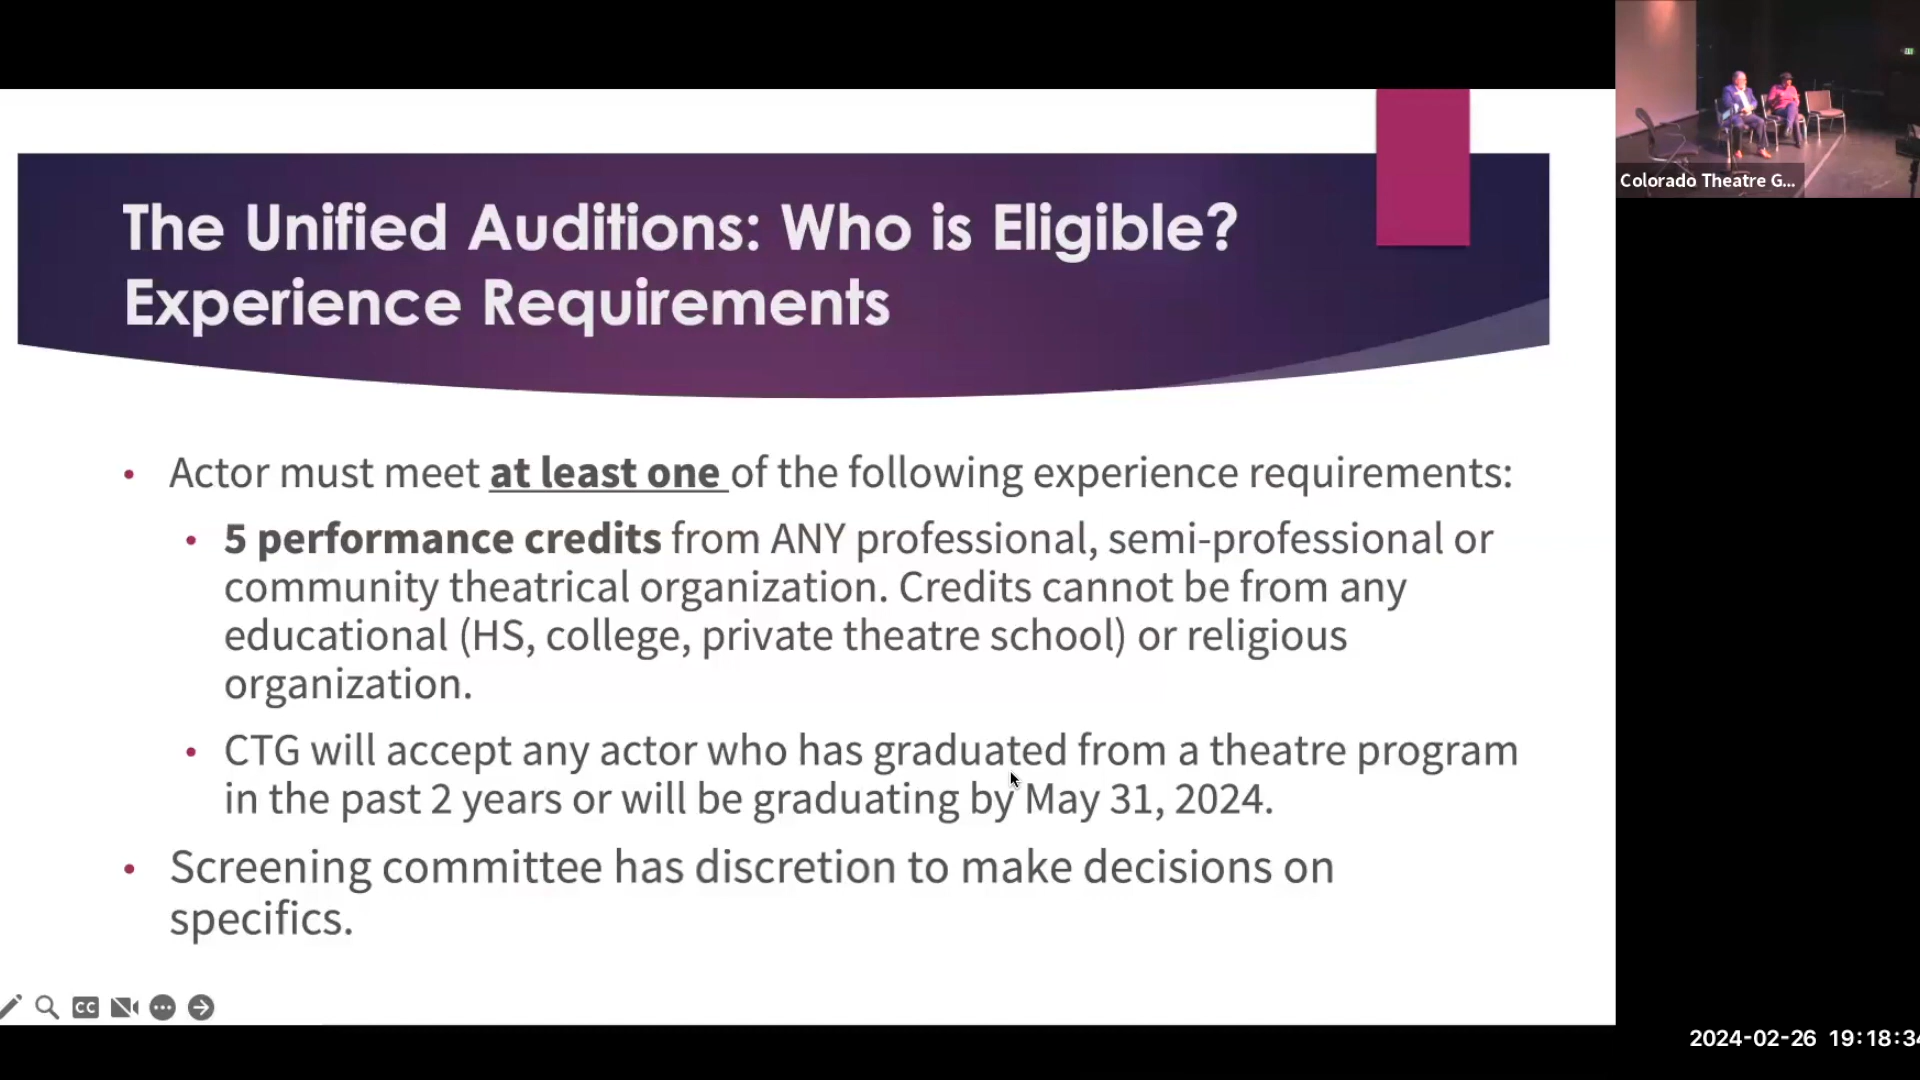 The Unified Auditions: Who is Eligible?
Experience Requirements
• Actor must meet at least one of the following experience requirements:
• 5 performance credits from ANY professional, semi-professional or
community theatrical organization. Credits cannot be from any
educational (HS, college, private theatre school) or religious
organization.
• CTG will accept any actor who has graduated from a theatre program
in the past 2 years or will be graduating by May 31, 2024.
• Screening committee has discretion to make decisions on
specifics.
CC
Colorado Theatre G...
2024-02-26 19:18:34